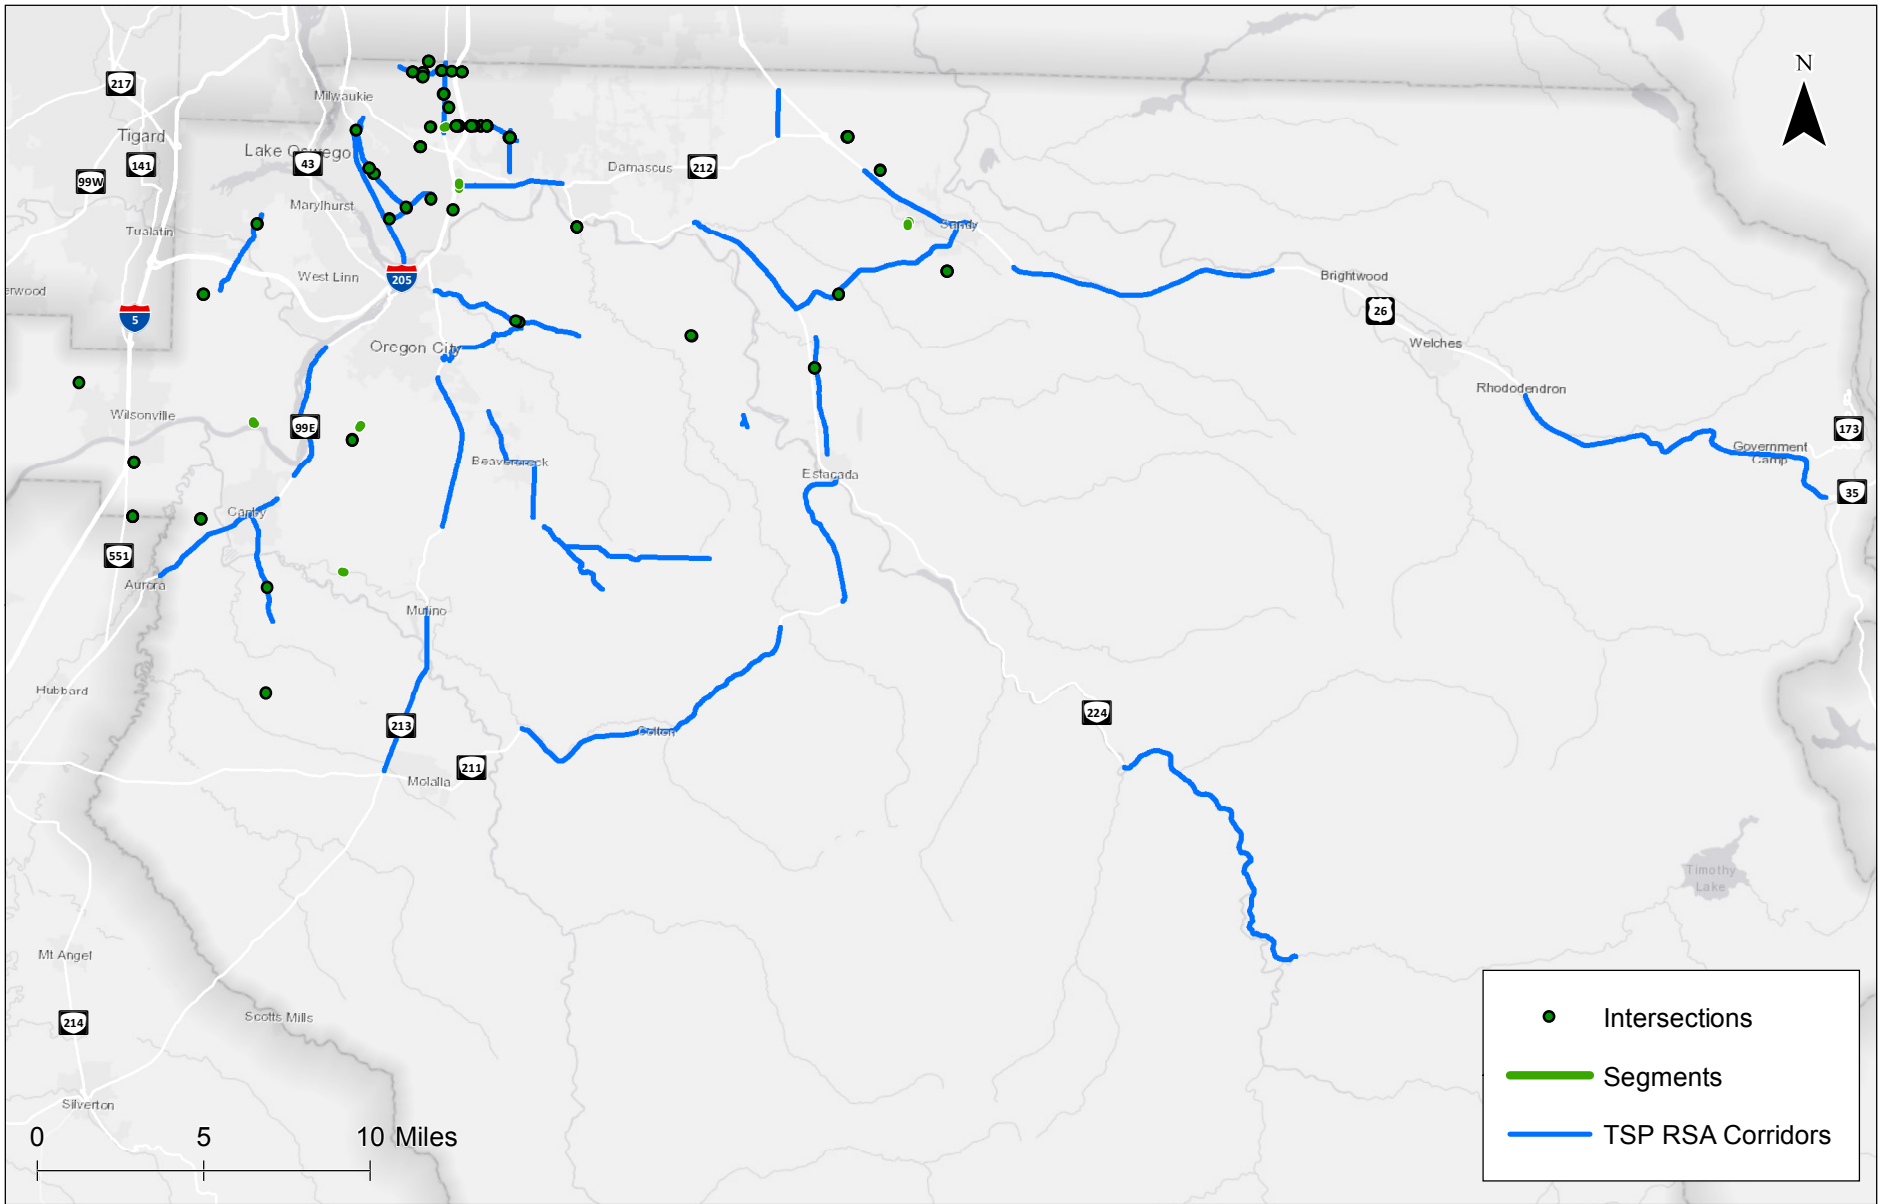 N
217
Milwaukie
Tigard
Lake Oswego
43
141
Damascus
212
99W
Marylhurst
Sandy
Tualatin
West Linn
205
Brightwood
erwood
26
5
Oregon City
Welches
Rhododendron
Wilsonville
99E
173
Government
Camp
Beavercreek
Estacada
35
Canby
551
Aurora
Mulino
Hubbard
224
213
Colton
211
Molalla
Timothy
Lake
Mt Angel
Scotts Mills
214
Silverton
Intersections
Segments
TSP RSA Corridors
0 5 10 Miles